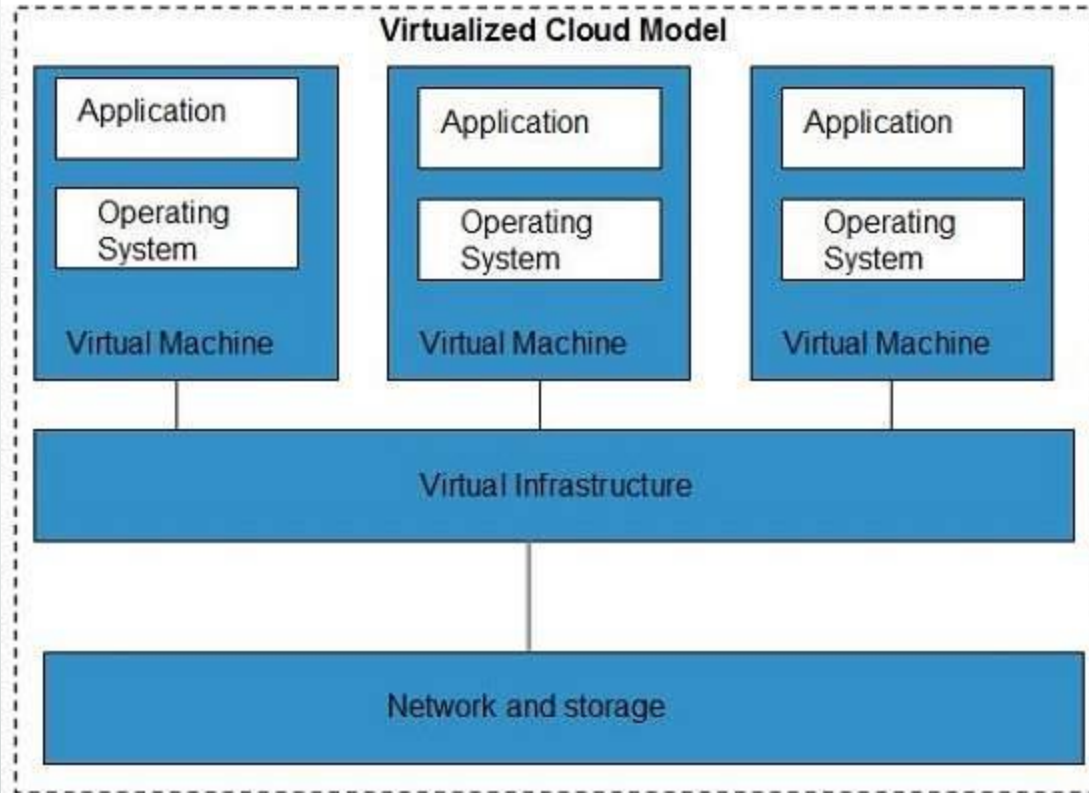 Virtualized Cloud Model
Application
Operating
System
Virtual Machine
Application
Operating
System
Virtual Machine
Application
Operating
System
Virtual Machine
Virtual Infrastructure
Network and storage